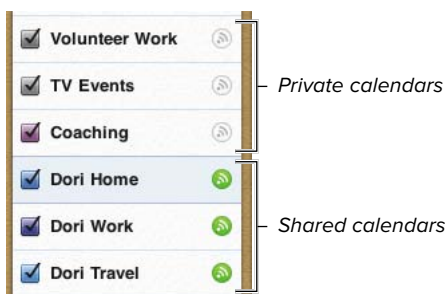 Volunteer Work
TV Events
Private calendars
Coaching
Dori Home
Dori Work
Shared calendars
Dori Travel